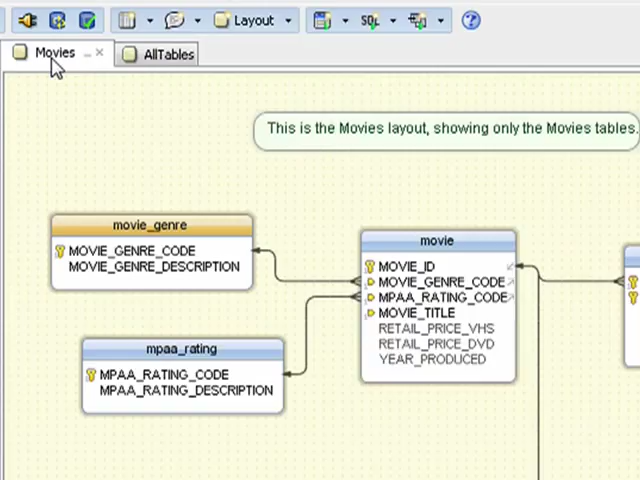 Layout
SQL
Movies
AllTables
This is the Movies layout, showing only the Movies tables.
movie_genre
MOVIE_GENRE_CODE
MOVIE_GENRE_DESCRIPTION
movie
MOVIE_ID
MOVIE_GENRE_CODE
MPAA_RATING_CODE
MOVIE_TITLE
RETAIL_PRICE_VHS
RETAIL_PRICE_DVD
YEAR_PRODUCED
mpaa_rating
MPAA_RATING_CODE
MPAA_RATING_DESCRIPTION